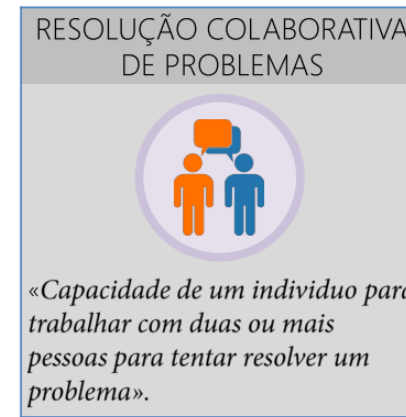 RESOLUÇÃO COLABORATIVA
DE PROBLEMAS
«Capacidade de um individuo para
trabalhar com duas ou mais
pessoas para tentar resolver um
problema».